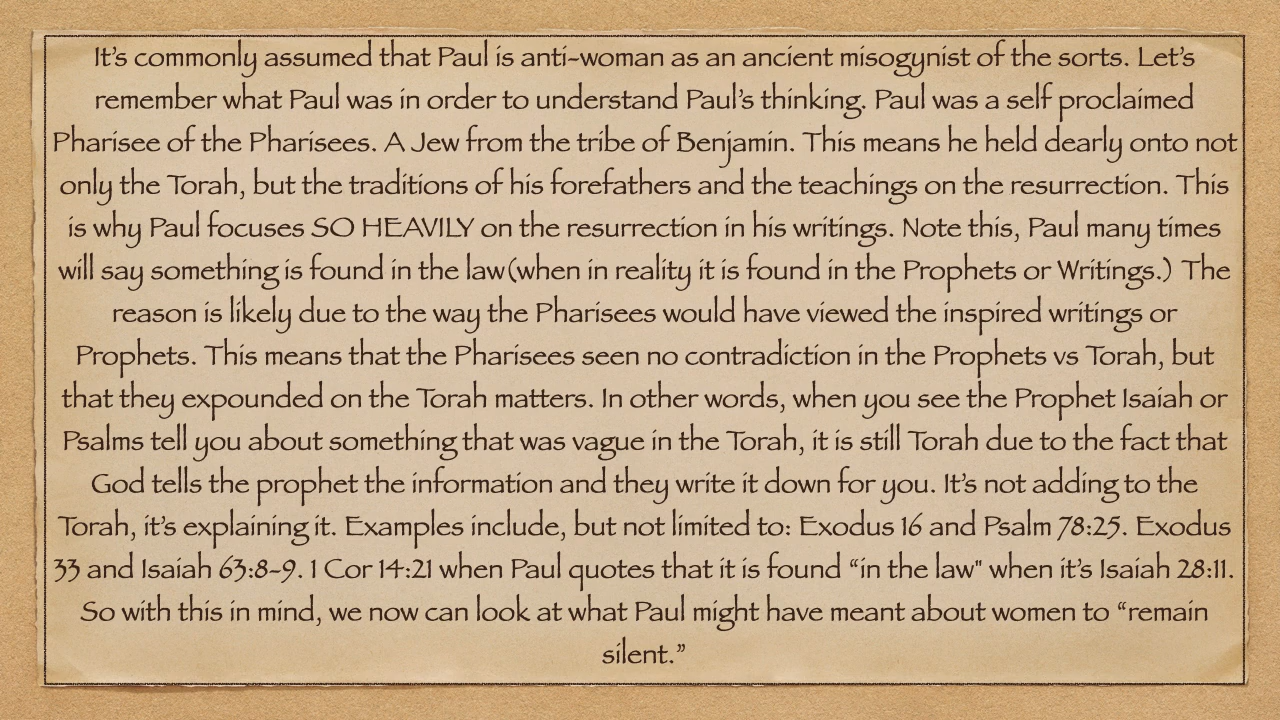 It’s commonly assumed that Paul is anti-woman as an ancient misogynist of the sorts. Let’s
remember what Paul was in order to understand Paul’s thinking. Paul was a self proclaimed
Pharisee of the Pharisees. A Jew from the tribe of Benjamin. This means he held dearly onto not
only the Torah, but the traditions of his forefathers and the teachings on the resurrection. This
is why Paul focuses SO HEAVILY on the resurrection in his writings. Note this, Paul many times
will say something is found in the law(when in reality it is found in the Prophets or Writings.) The
reason is likely due to the way the Pharisees would have viewed the inspired writings or
Prophets. This means that the Pharisees seen no contradiction in the Prophets vs Torah, but
that they expounded on the Torah matters. In other words, when you see the Prophet Isaiah or
Psalms tell you about something that was vague in the Torah, it is still Torah due to the fact that
God tells the prophet the information and they write it down for you. It’s not adding to the
Torah, it’s explaining it. Examples include, but not limited to: Exodus 16 and Psalm 78:25. Exodus
33 and Isaiah 63:8-9. 1 Cor 14:21 when Paul quotes that it is found “in the law" when it’s Isaiah 28:11.
So with this in mind, we now can look at what Paul might have meant about women to “remain
silent.”